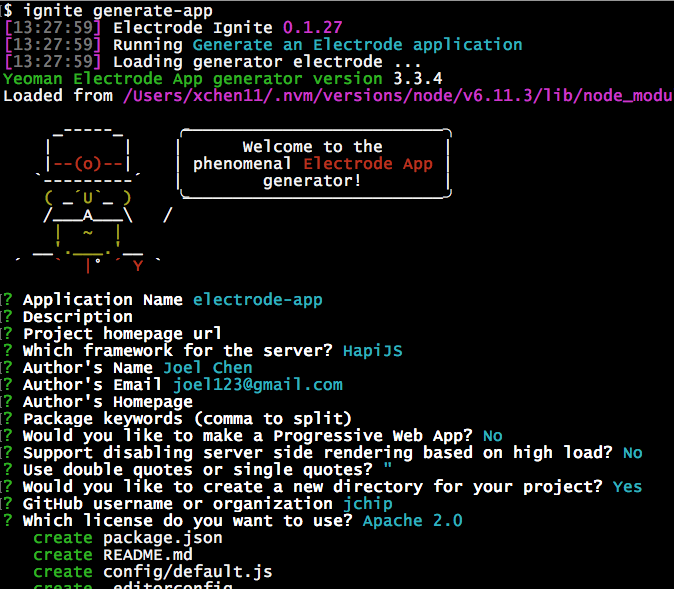 $ ignite generate-app
[13:27:59] Electrode Ignite 0.1.27
[13:27:59] Running Generate an Electrode application
[13:27:59] Loading generator electrode ...
Yeoman Electrode App generator version 3.3.4
Loaded from /Users/xchen11/.nvm/versions/node/v6.11.3/lib/node_modu
Welcome to the
phenomenal Electrode App
generator!
? Application Name electrode-app
? Description
? Project homepage url
? Which framework for the server? HapiJS
? Author's Name Joel Chen
? Author's Email joel123@gmail.com
? Author's Homepage
? Package keywords (comma to split)
? Would you like to make a Progressive Web App? No
? Support disabling server side rendering based on high load? No
? Use double quotes or single quotes? "
? Would you like to create a new directory for your project? Yes
? GitHub username or organization jchip
? Which license do you want to use? Apache 2.0
create package.json
create README.md
create config/default.js
create .editorconfig